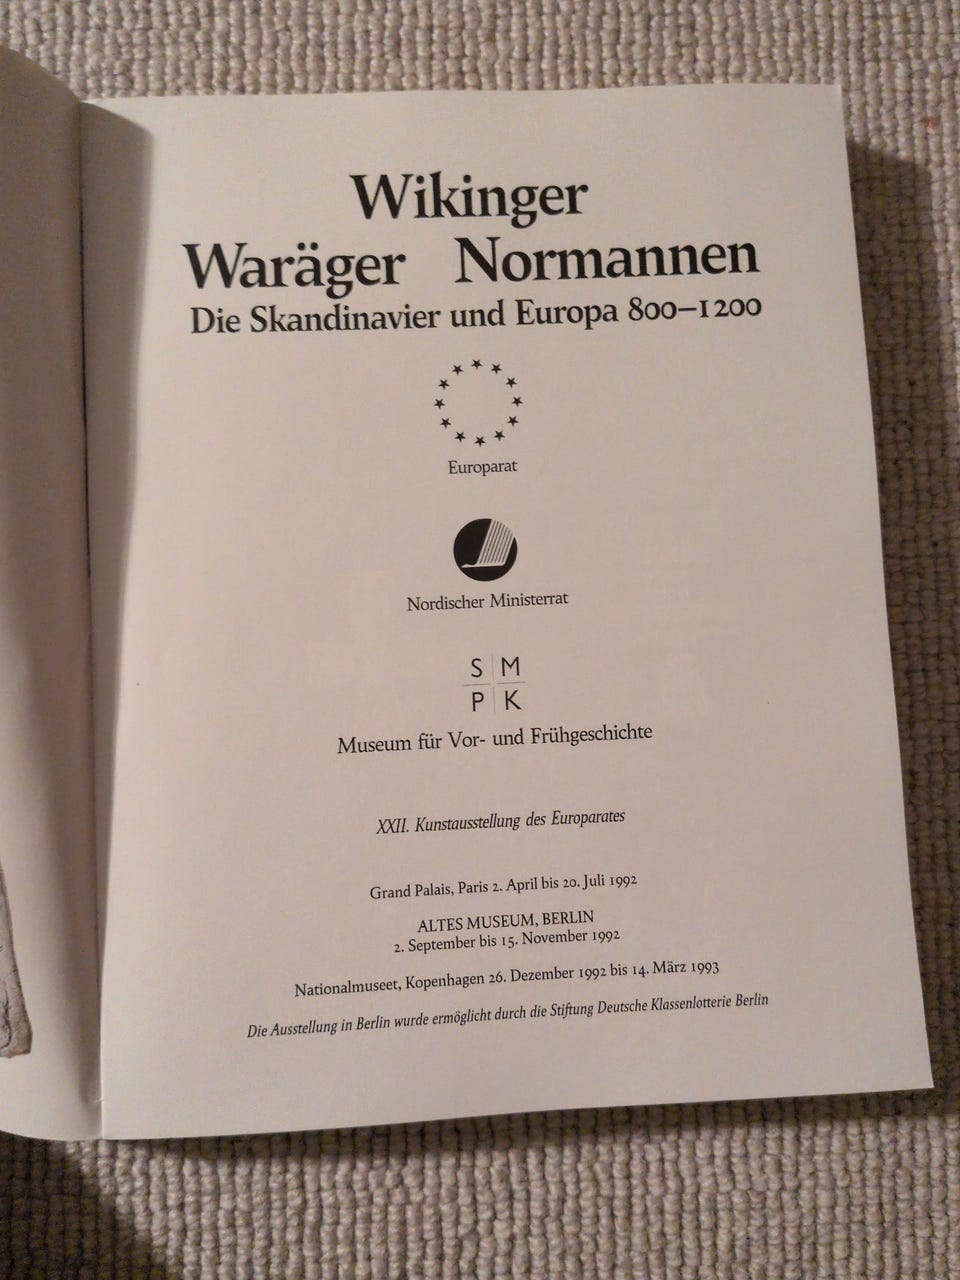 Wikinger
Waräger Normannen
Die Skandinavier und Europa 800–1200
Europarat
Nordischer Ministerrat
S M
P K
Museum für Vor- und Frühgeschichte
XXII. Kunstausstellung des Europarates
Grand Palais, Paris 2. April bis 20. Juli 1992
ALTES MUSEUM, BERLIN
2. September bis 15. November 1992
Nationalmuseet, Kopenhagen 26. Dezember 1992 bis 14. März 1993
Die Ausstellung in Berlin wurde ermöglicht durch die Stiftung Deutsche Klassenlotterie Berlin